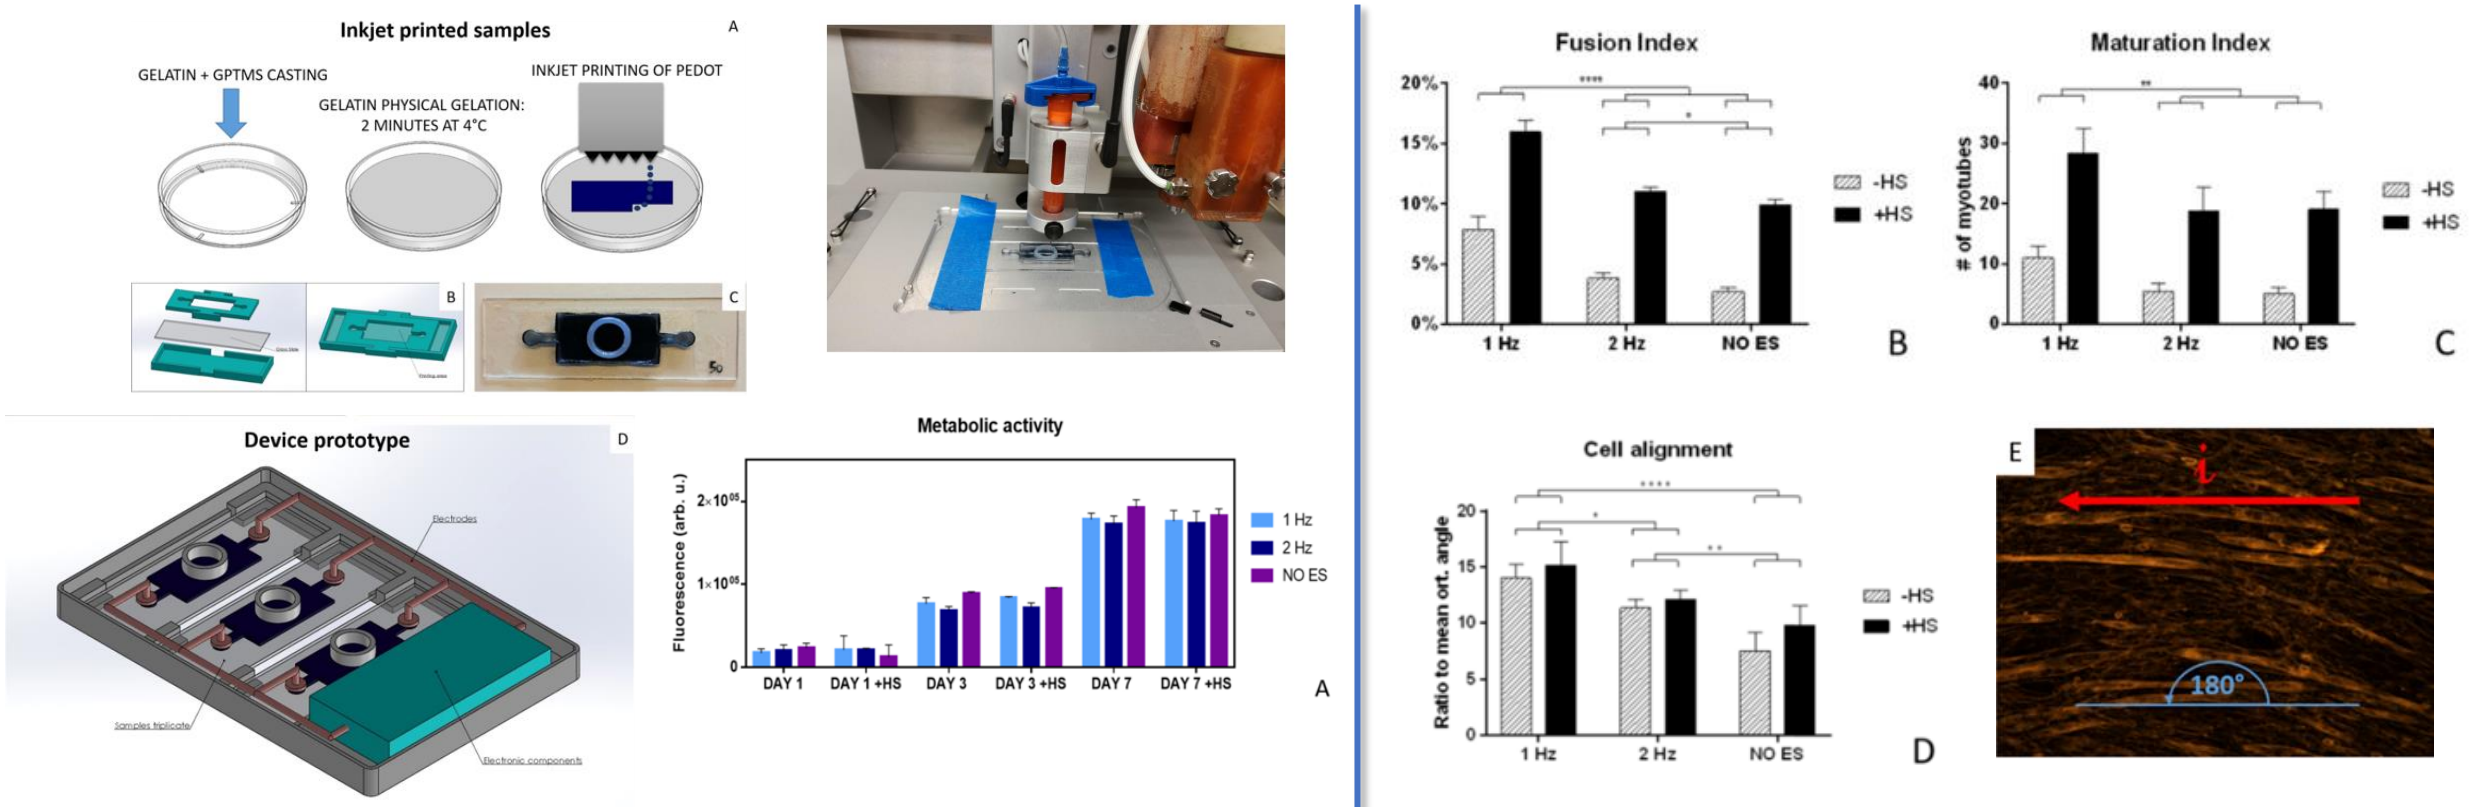 Inkjet printed samples
A
GELATIN + GPTMS CASTING
GELATIN PHYSICAL GELATION:
2 MINUTES AT 4°C
INKJET PRINTING OF PEDOT
B
Glass Slide
Printing area
C
50
Device prototype
D
Electrodes
Samples triplicate
Electronic components
Metabolic activity
Fluorescence (arb. u.)
2×10⁰⁵
1×10⁰⁵
0
DAY 1
DAY 1 +HS
DAY 3
DAY 3 +HS
DAY 7
DAY 7 +HS
1 Hz
2 Hz
NO ES
A
Fusion Index
20%
15%
10%
5%
0%
****
*
1 Hz
2 Hz
NO ES
-HS
+HS
B
Maturation Index
# of myotubes
40
30
20
10
0
**
1 Hz
2 Hz
NO ES
-HS
+HS
C
Cell alignment
Ratio to mean ort. angle
20
15
10
5
0
****
*
**
1 Hz
2 Hz
NO ES
-HS
+HS
D
E
i
180°